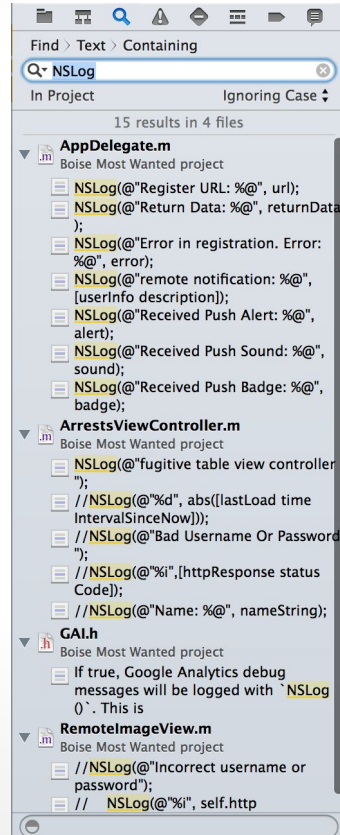 Find > Text > Containing
NSLog
In Project Ignoring Case
15 results in 4 files
AppDelegate.m
Boise Most Wanted project
NSLog(@"Register URL: %@", url);
NSLog(@"Return Data: %@", returnData
);
NSLog(@"Error in registration. Error:
%@", error);
NSLog(@"remote notification: %@",
[userInfo description]);
NSLog(@"Received Push Alert: %@",
alert);
NSLog(@"Received Push Sound: %@",
sound);
NSLog(@"Received Push Badge: %@",
badge);
ArrestsViewController.m
Boise Most Wanted project
NSLog(@"fugitive table view controller
");
//NSLog(@"%d", abs([lastLoad time
IntervalSinceNow]));
//NSLog(@"Bad Username Or Password
");
//NSLog(@"%i",[httpResponse status
Code]);
//NSLog(@"Name: %@", nameString);
GAI.h
Boise Most Wanted project
If true, Google Analytics debug
messages will be logged with `NSLog
()`. This is
RemoteImageView.m
Boise Most Wanted project
//NSLog(@"Incorrect username or
password");
// NSLog(@"%i", self.http